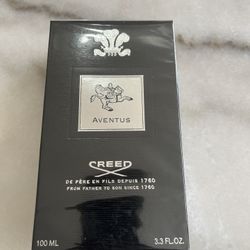 AVENTUS
CREED
DE PÈRE EN FILS DEPUIS 1760
FROM FATHER TO SON SINCE 1760
100 ML 3.3 FL.OZ.